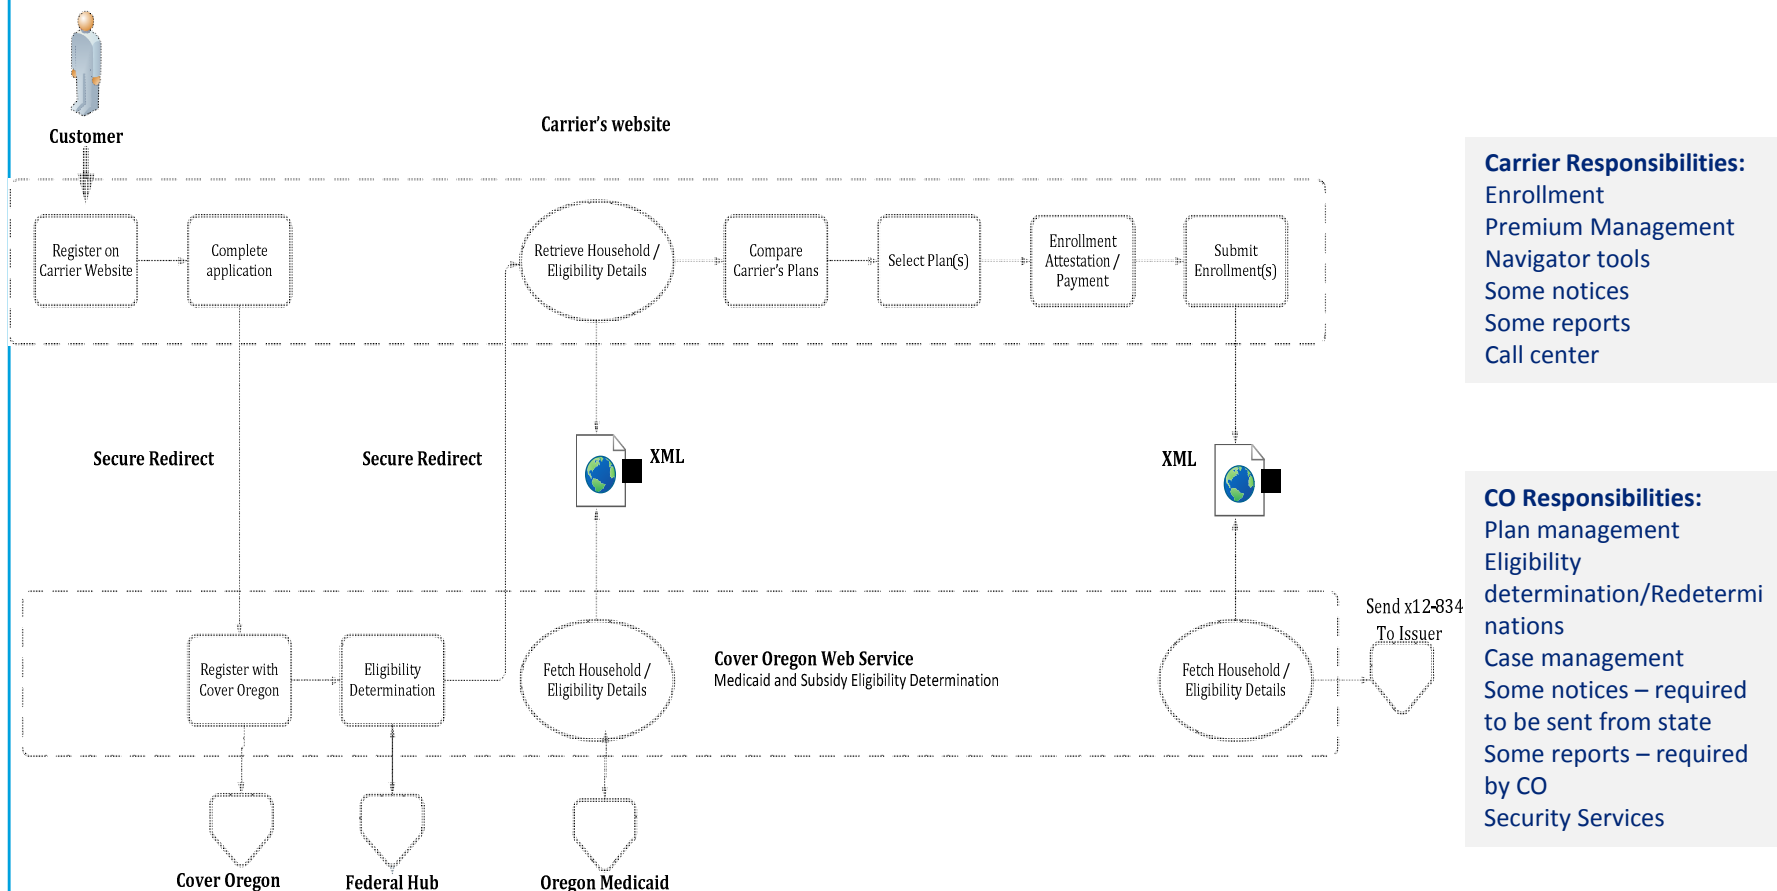 Customer
Carrier's website
Register on
Carrier Website
Complete
application
Retrieve Household /
Eligibility Details
Compare
Carrier's Plans
Select Plan(s)
Enrollment
Attestation /
Payment
Submit
Enrollment(s)
Secure Redirect
Secure Redirect
XML
XML
Register with
Cover Oregon
Eligibility
Determination
Fetch Household /
Eligibility Details
Cover Oregon Web Service
Medicaid and Subsidy Eligibility Determination
Fetch Household /
Eligibility Details
Send x12-834
To Issuer
Cover Oregon
Federal Hub
Oregon Medicaid
Carrier Responsibilities:
Enrollment
Premium Management
Navigator tools
Some notices
Some reports
Call center
CO Responsibilities:
Plan management
Eligibility
determination/Redetermi
nations
Case management
Some notices – required
to be sent from state
Some reports – required
by CO
Security Services